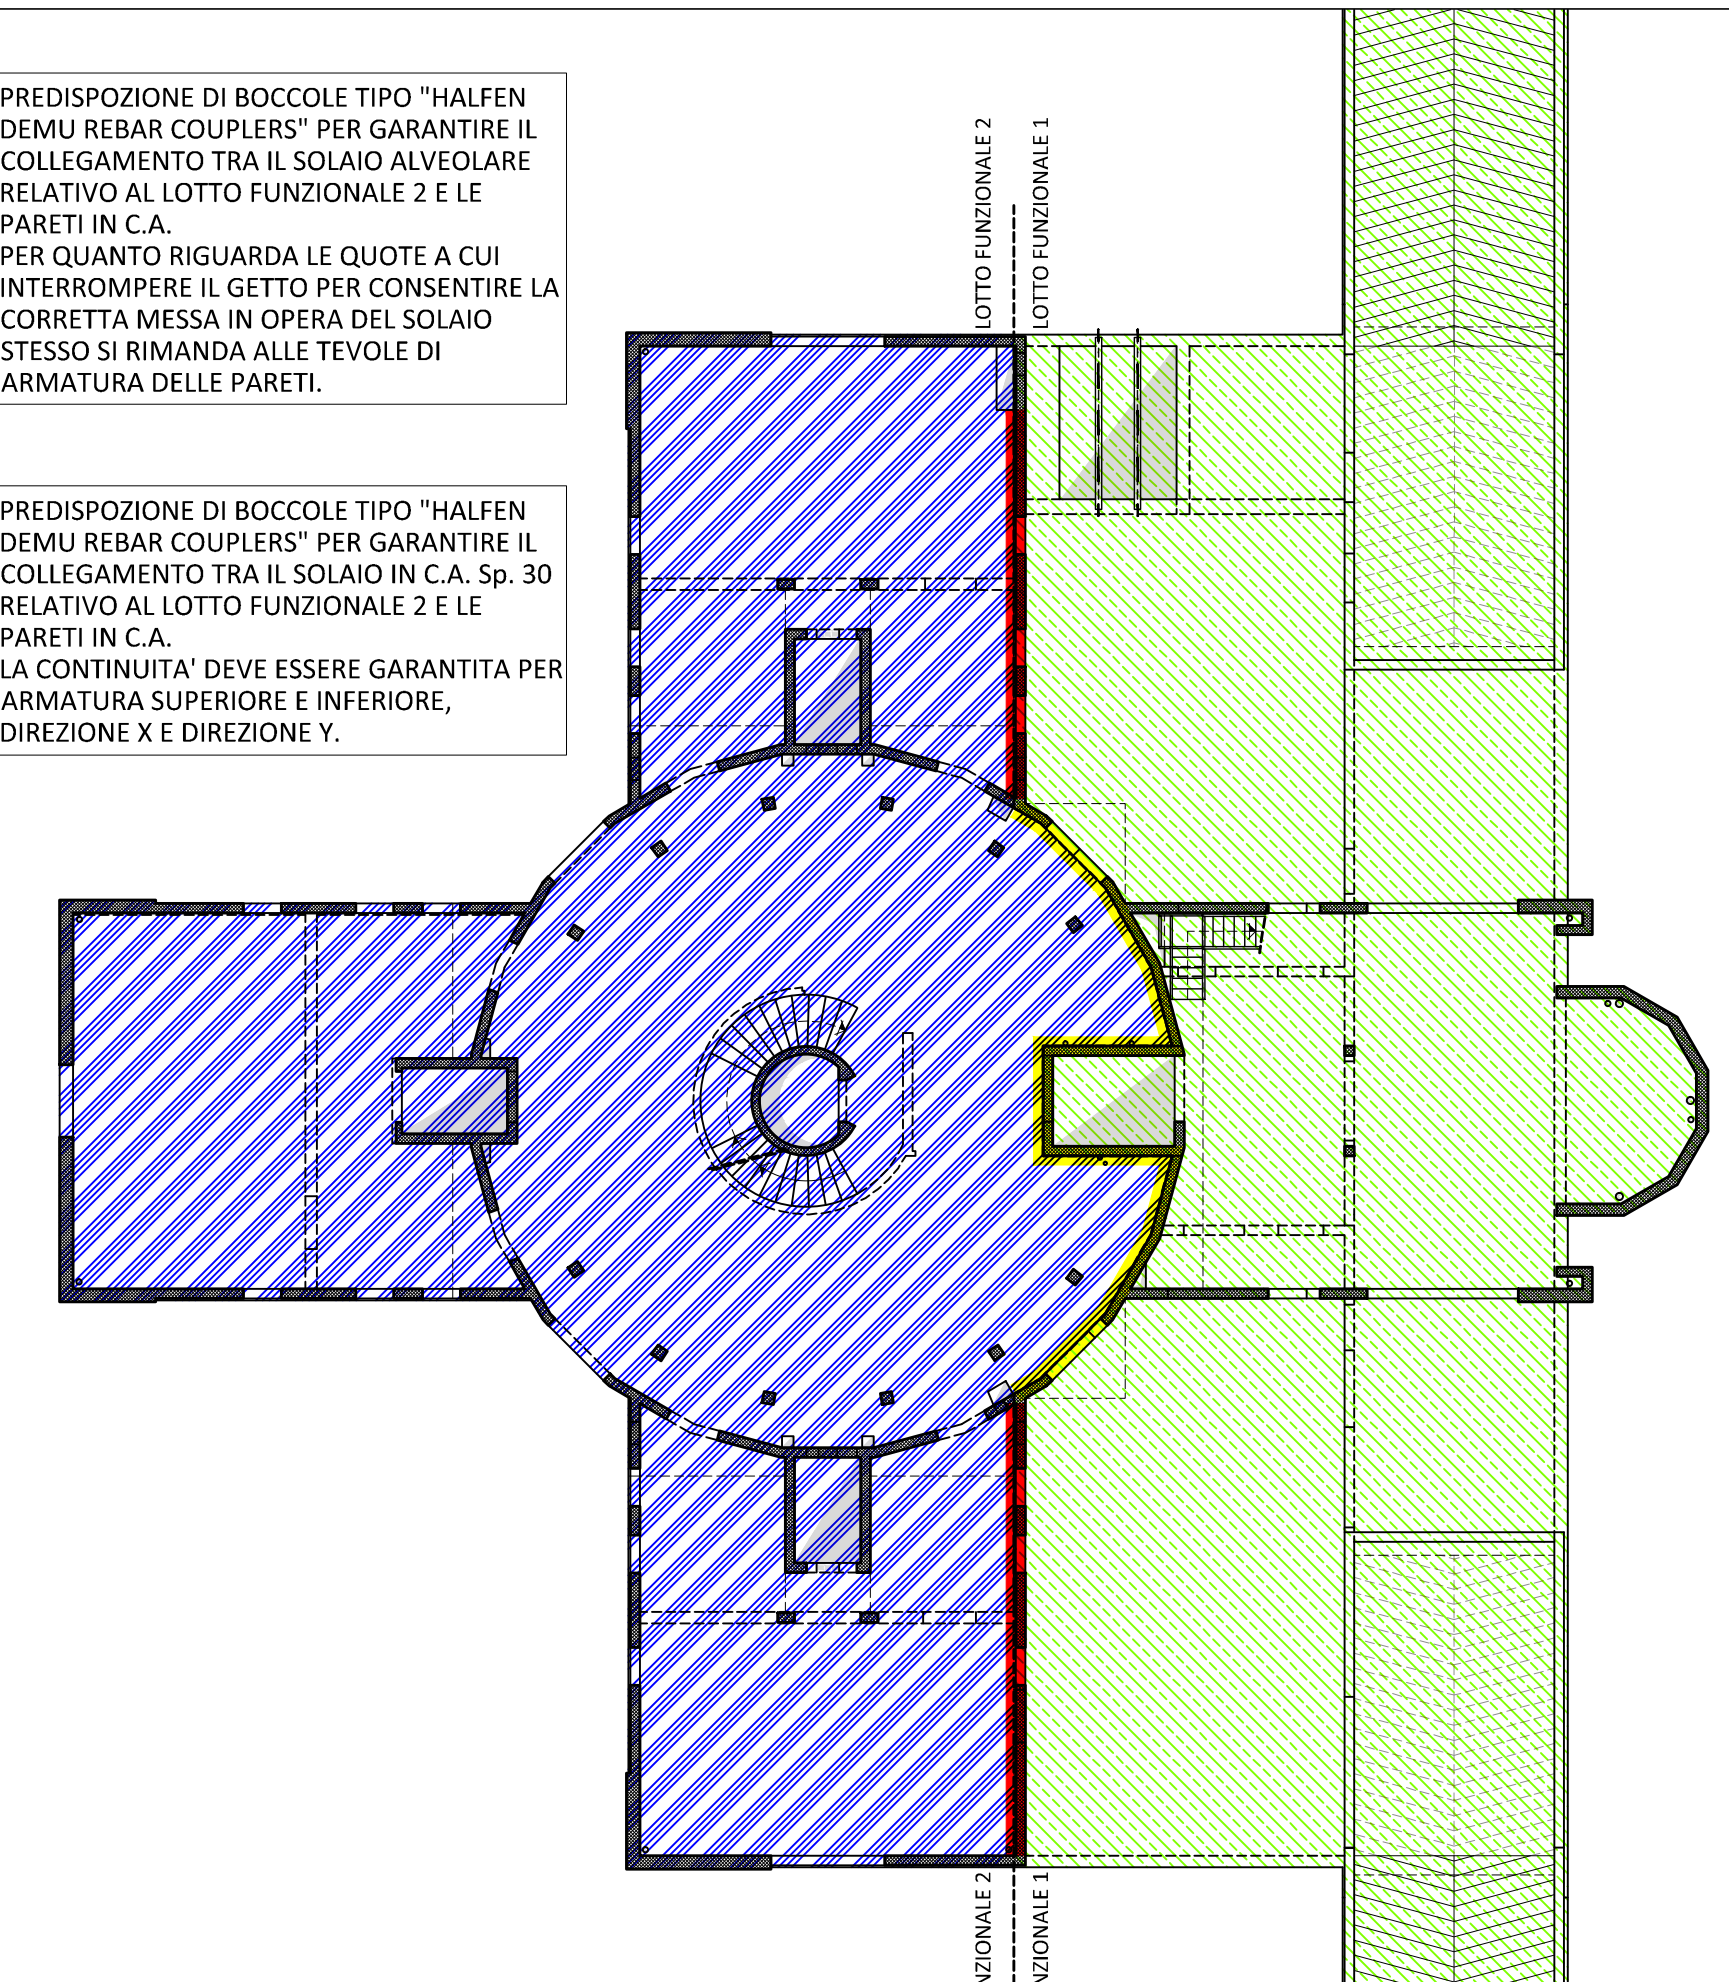 PREDISPOZIONE DI BOCCOLE TIPO "HALFEN
DEMU REBAR COUPLERS" PER GARANTIRE IL
COLLEGAMENTO TRA IL SOLAIO ALVEOLARE
RELATIVO AL LOTTO FUNZIONALE 2 E LE
PARETI IN C.A.
PER QUANTO RIGUARDA LE QUOTE A CUI
INTERROMPERE IL GETTO PER CONSENTIRE LA
CORRETTA MESSA IN OPERA DEL SOLAIO
STESSO SI RIMANDA ALLE TEVOLE DI
ARMATURA DELLE PARETI.
PREDISPOZIONE DI BOCCOLE TIPO "HALFEN
DEMU REBAR COUPLERS" PER GARANTIRE IL
COLLEGAMENTO TRA IL SOLAIO IN C.A. Sp. 30
RELATIVO AL LOTTO FUNZIONALE 2 E LE
PARETI IN C.A.
LA CONTINUITA' DEVE ESSERE GARANTITA PER
ARMATURA SUPERIORE E INFERIORE,
DIREZIONE X E DIREZIONE Y.
LOTTO FUNZIONALE 2
LOTTO FUNZIONALE 1
NZIONALE 2
NZIONALE 1